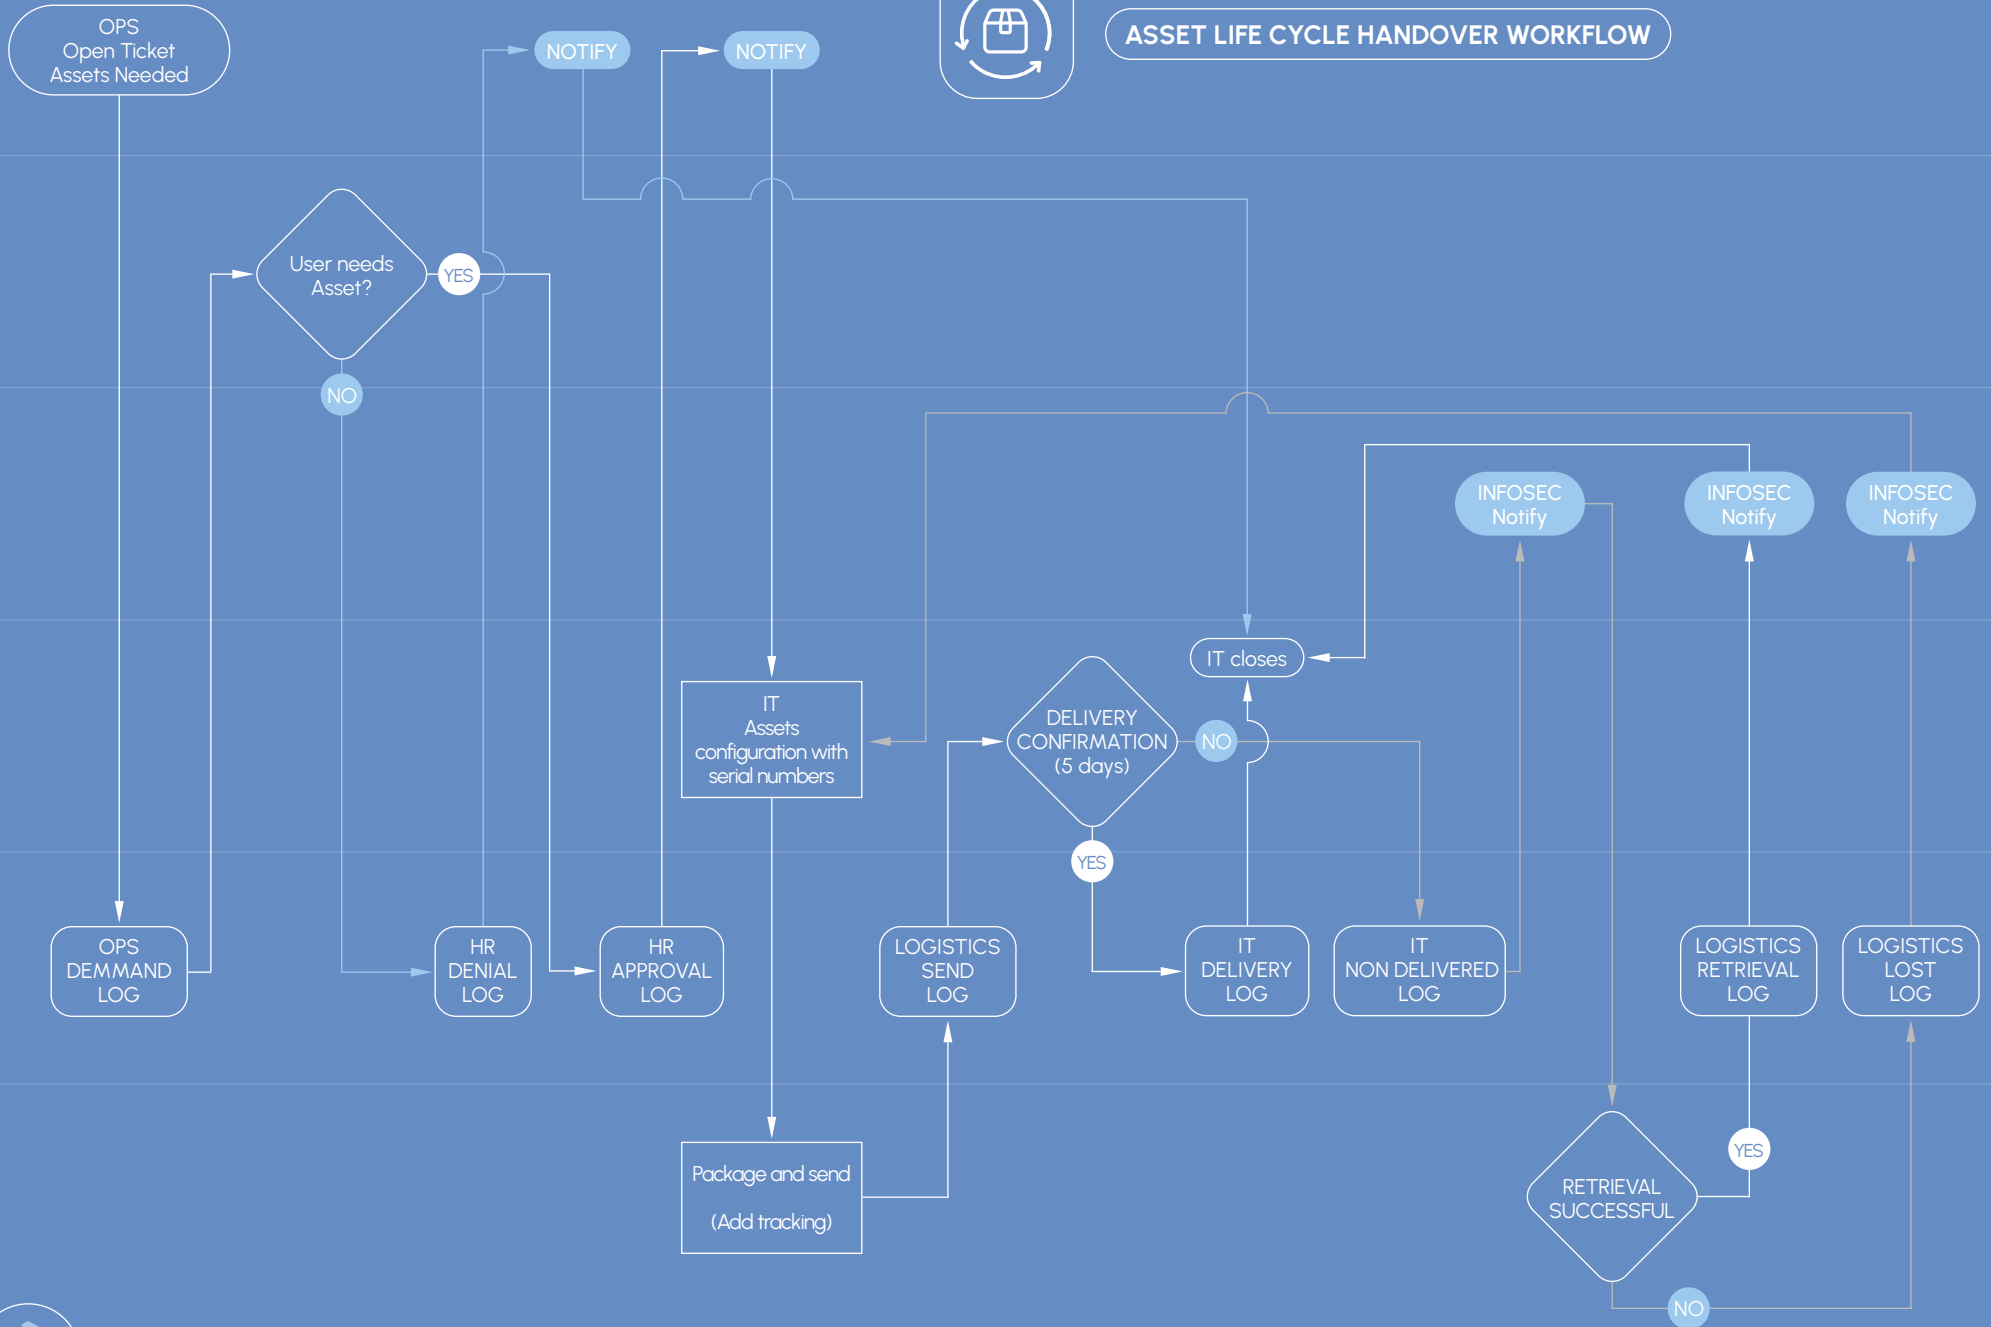 OPS
Open Ticket
Assets Needed
NOTIFY
NOTIFY
ASSET LIFE CYCLE HANDOVER WORKFLOW
User needs
Asset?
YES
NO
INFOSEC
Notify
INFOSEC
Notify
INFOSEC
Notify
IT closes
IT
Assets
configuration with
serial numbers
DELIVERY
CONFIRMATION
(5 days)
NO
YES
OPS
DEMMAND
LOG
HR
DENIAL
LOG
HR
APPROVAL
LOG
LOGISTICS
SEND
LOG
IT
DELIVERY
LOG
IT
NON DELIVERED
LOG
LOGISTICS
RETRIEVAL
LOG
LOGISTICS
LOST
LOG
Package and send
(Add tracking)
YES
RETRIEVAL
SUCCESSFUL
NO